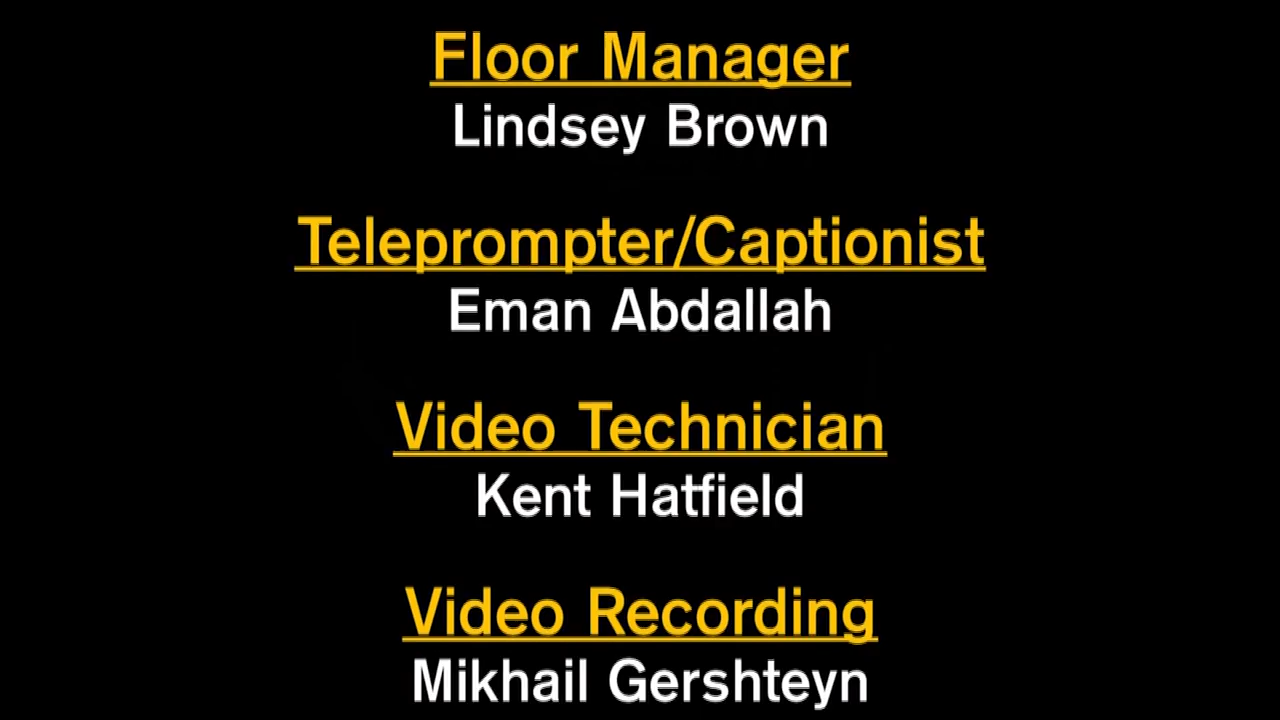 Floor Manager
Lindsey Brown
Teleprompter/Captionist
Eman Abdallah
Video Technician
Kent Hatfield
Video Recording
Mikhail Gershteyn